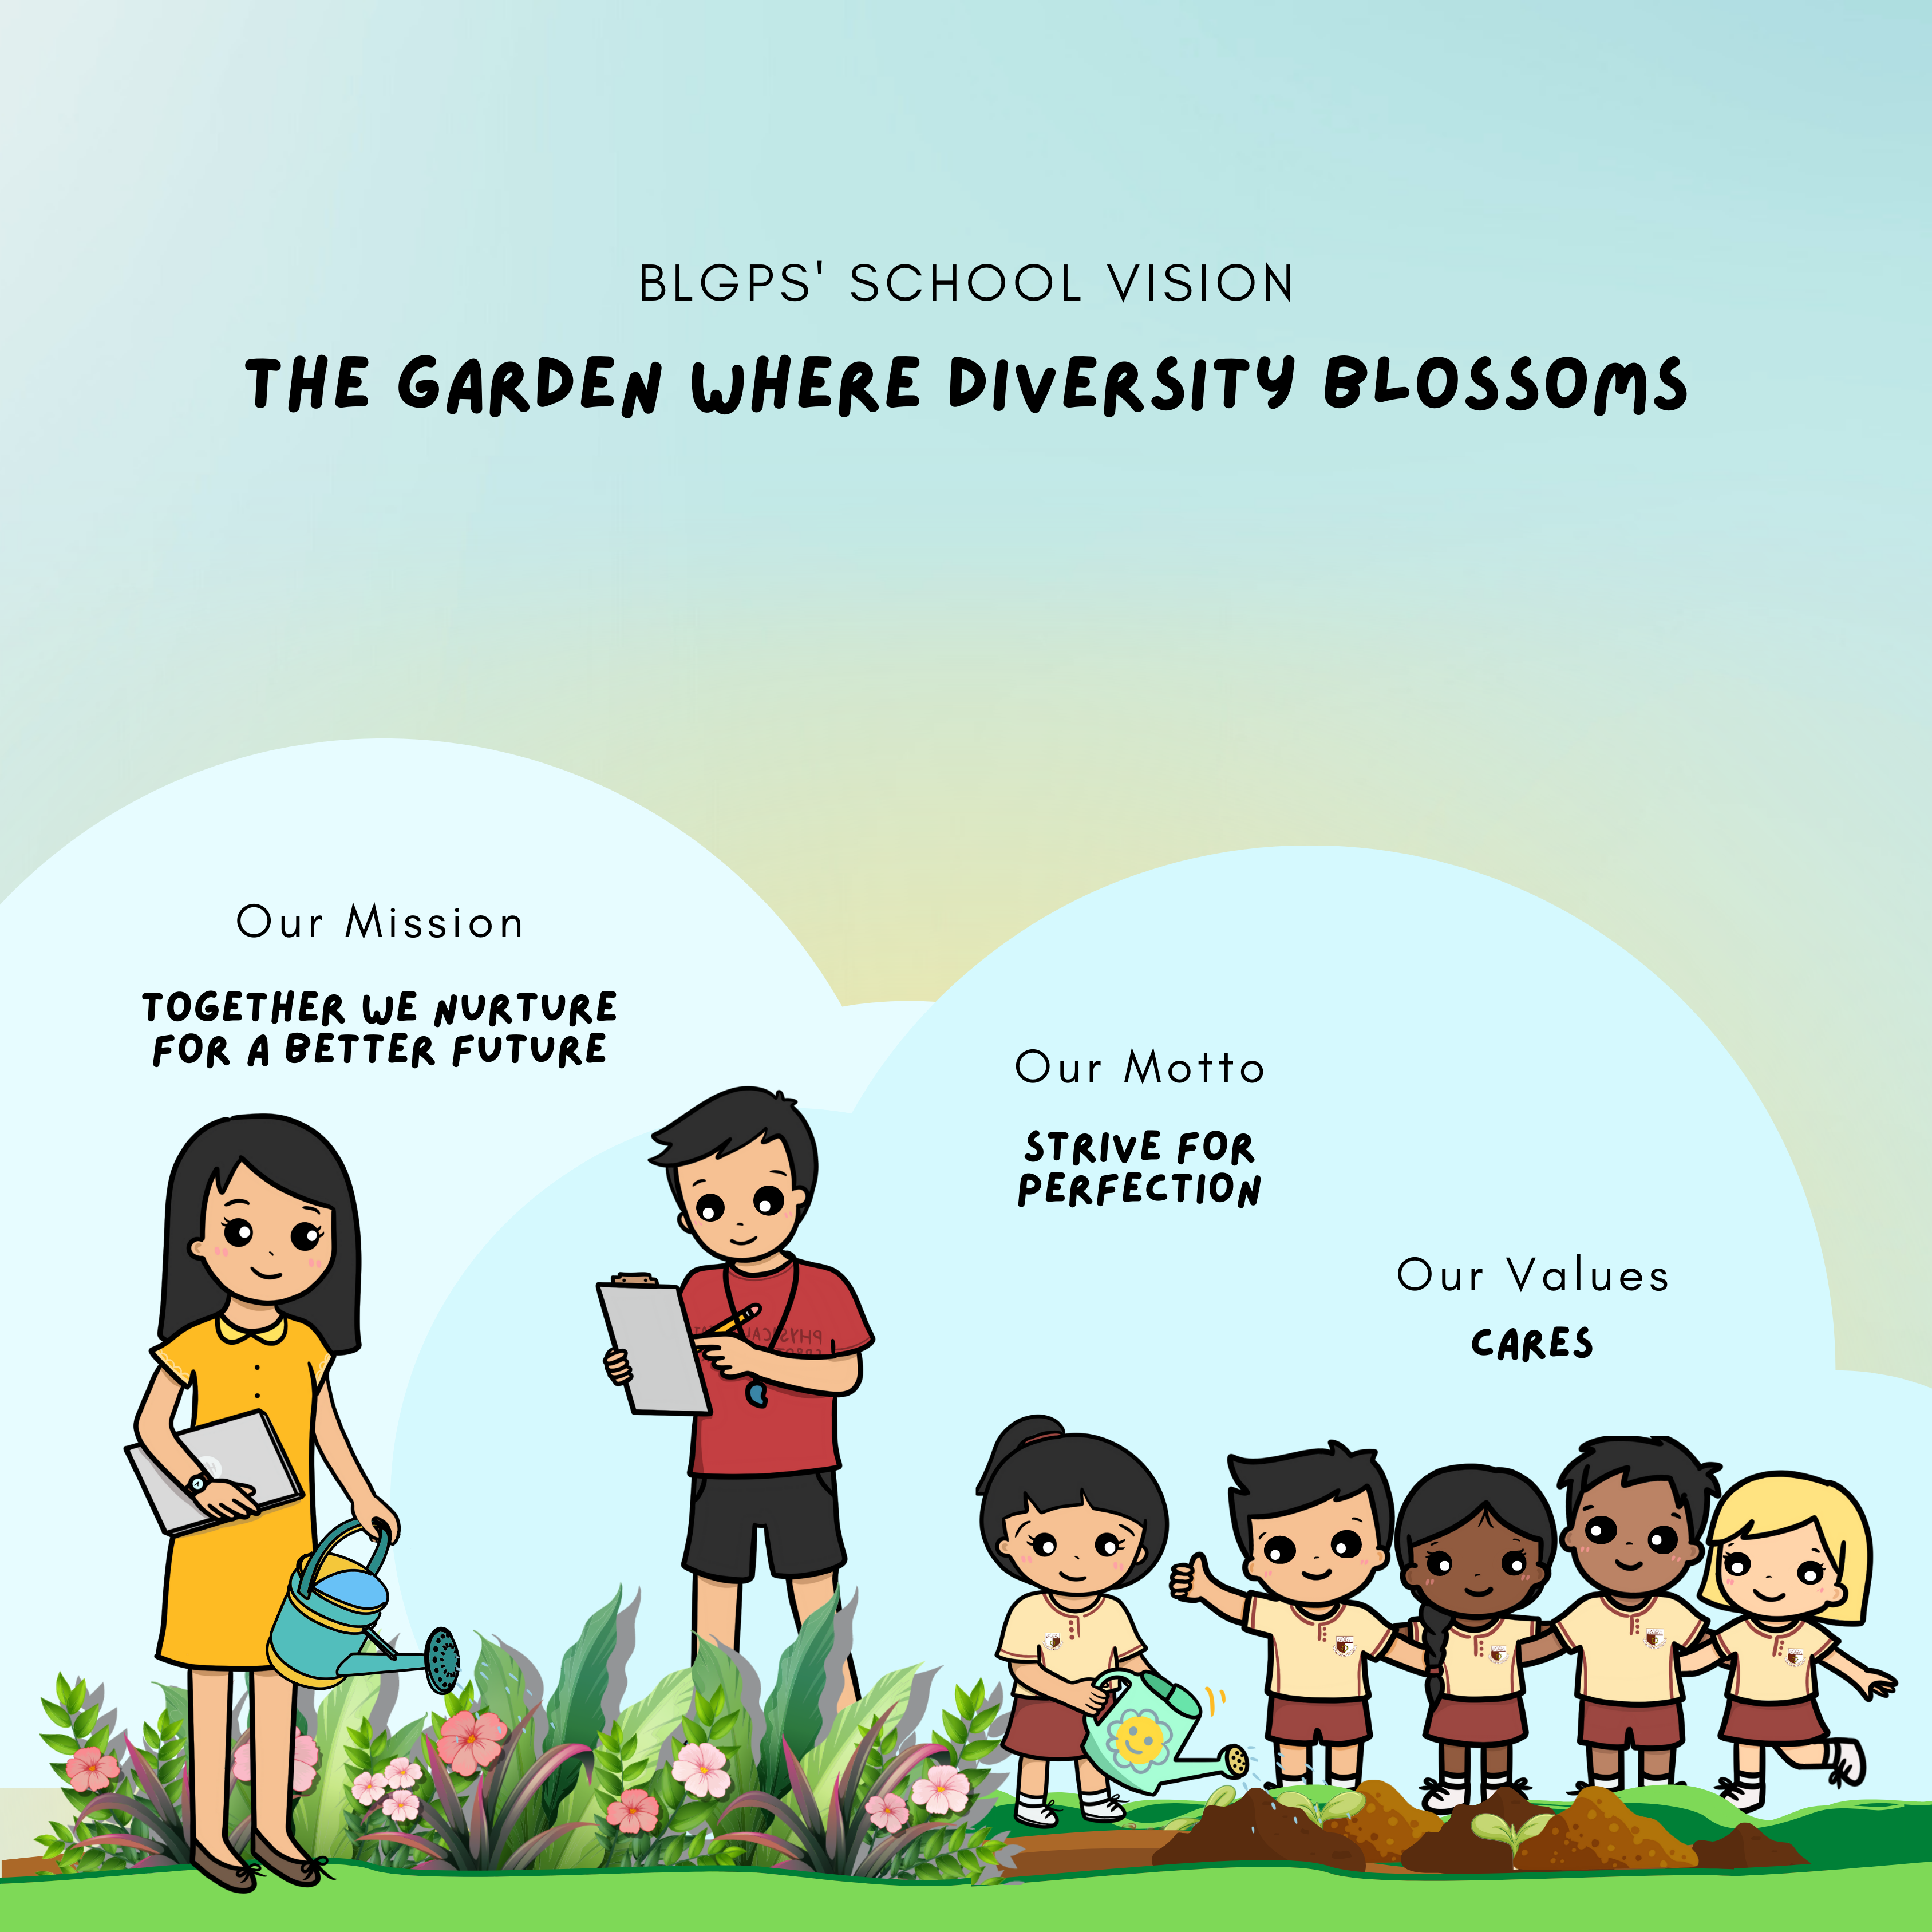 BLGPS' SCHOOL VISION
THE GARDEN WHERE DIVERSITY BLOSSOMS
Our Mission
TOGETHER WE NURTURE
FOR A BETTER FUTURE
Our Motto
STRIVE FOR
PERFECTION
Our Values
CARES
PHYSICAL